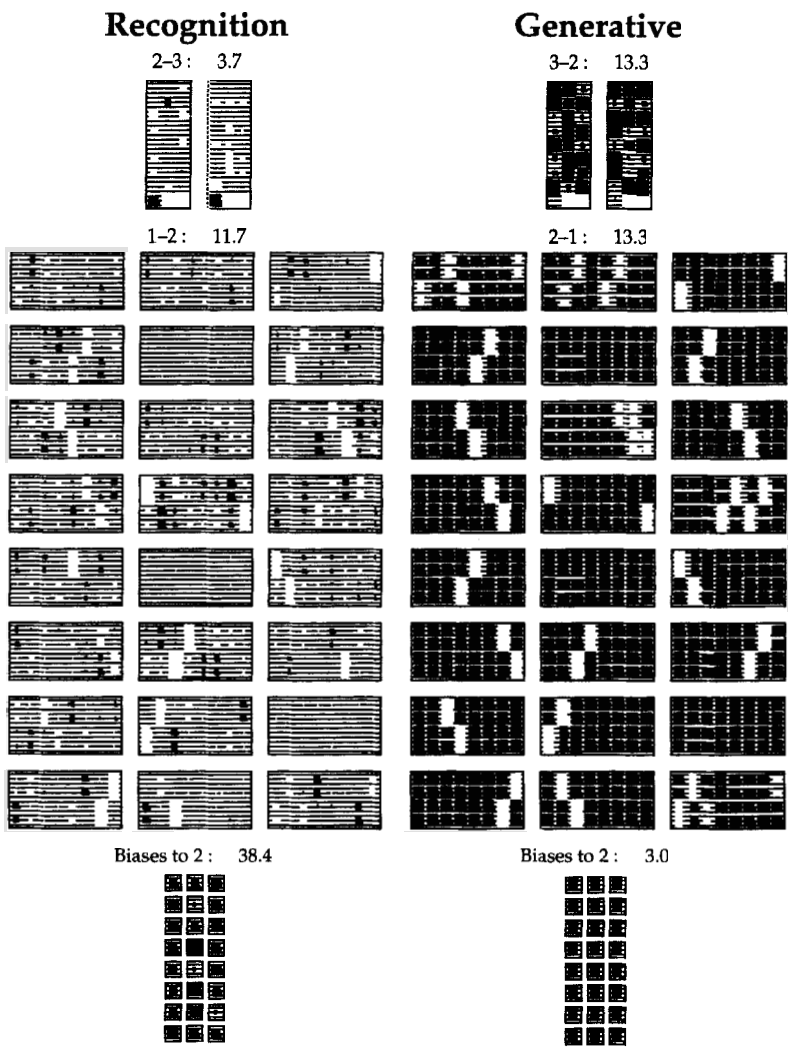 Recognition
Generative
2–3 : 3.7
3–2 : 13.3
1–2 : 11.7
2–1 : 13.3
Biases to 2 : 38.4
Biases to 2 : 3.0